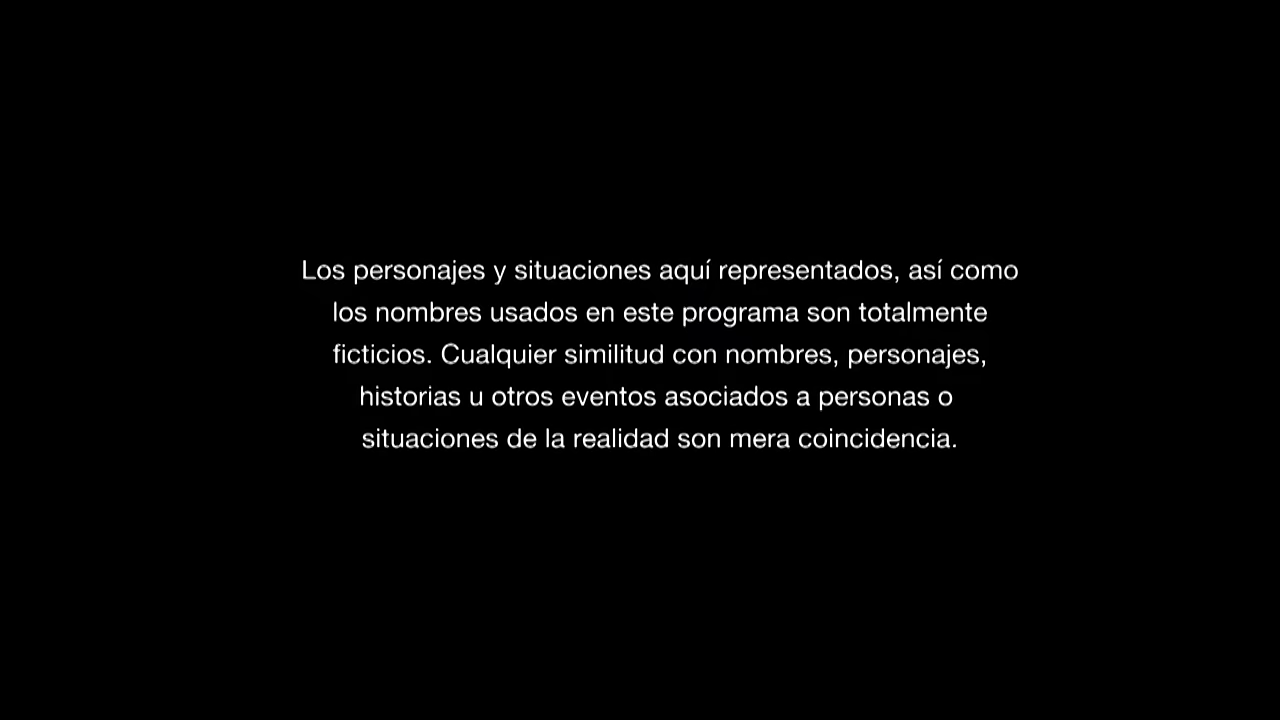 Los personajes y situaciones aquí representados, así como
los nombres usados en este programa son totalmente
ficticios. Cualquier similitud con nombres, personajes,
historias u otros eventos asociados a personas o
situaciones de la realidad son mera coincidencia.